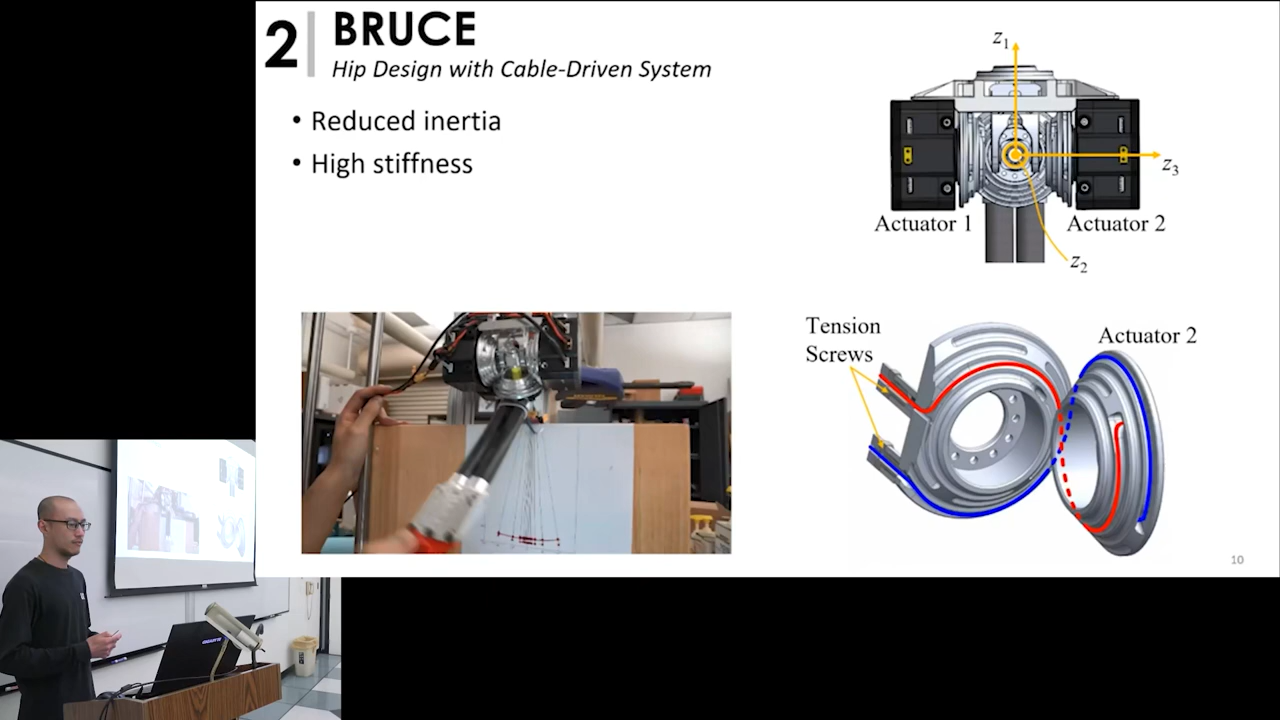 2
BRUCE
Hip Design with Cable-Driven System
• Reduced inertia
• High stiffness
z1
z3
Actuator 1
Actuator 2
z2
Tension
Screws
Actuator 2
10